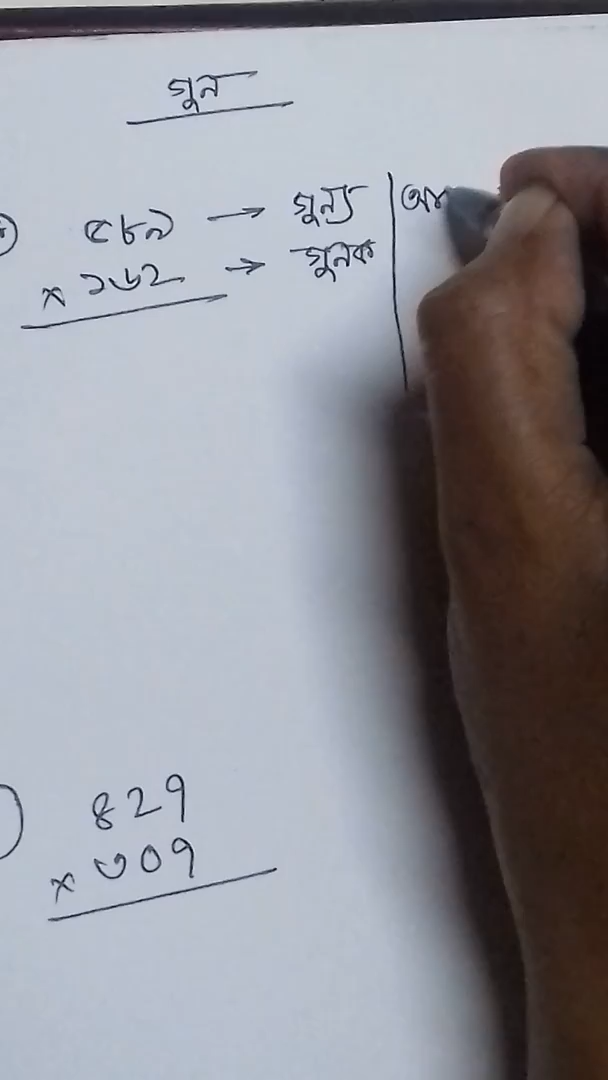 গুন
৫৮৯ → গুন্য
× ১৬২ → গুনক
৪২৭
× ৩০৭